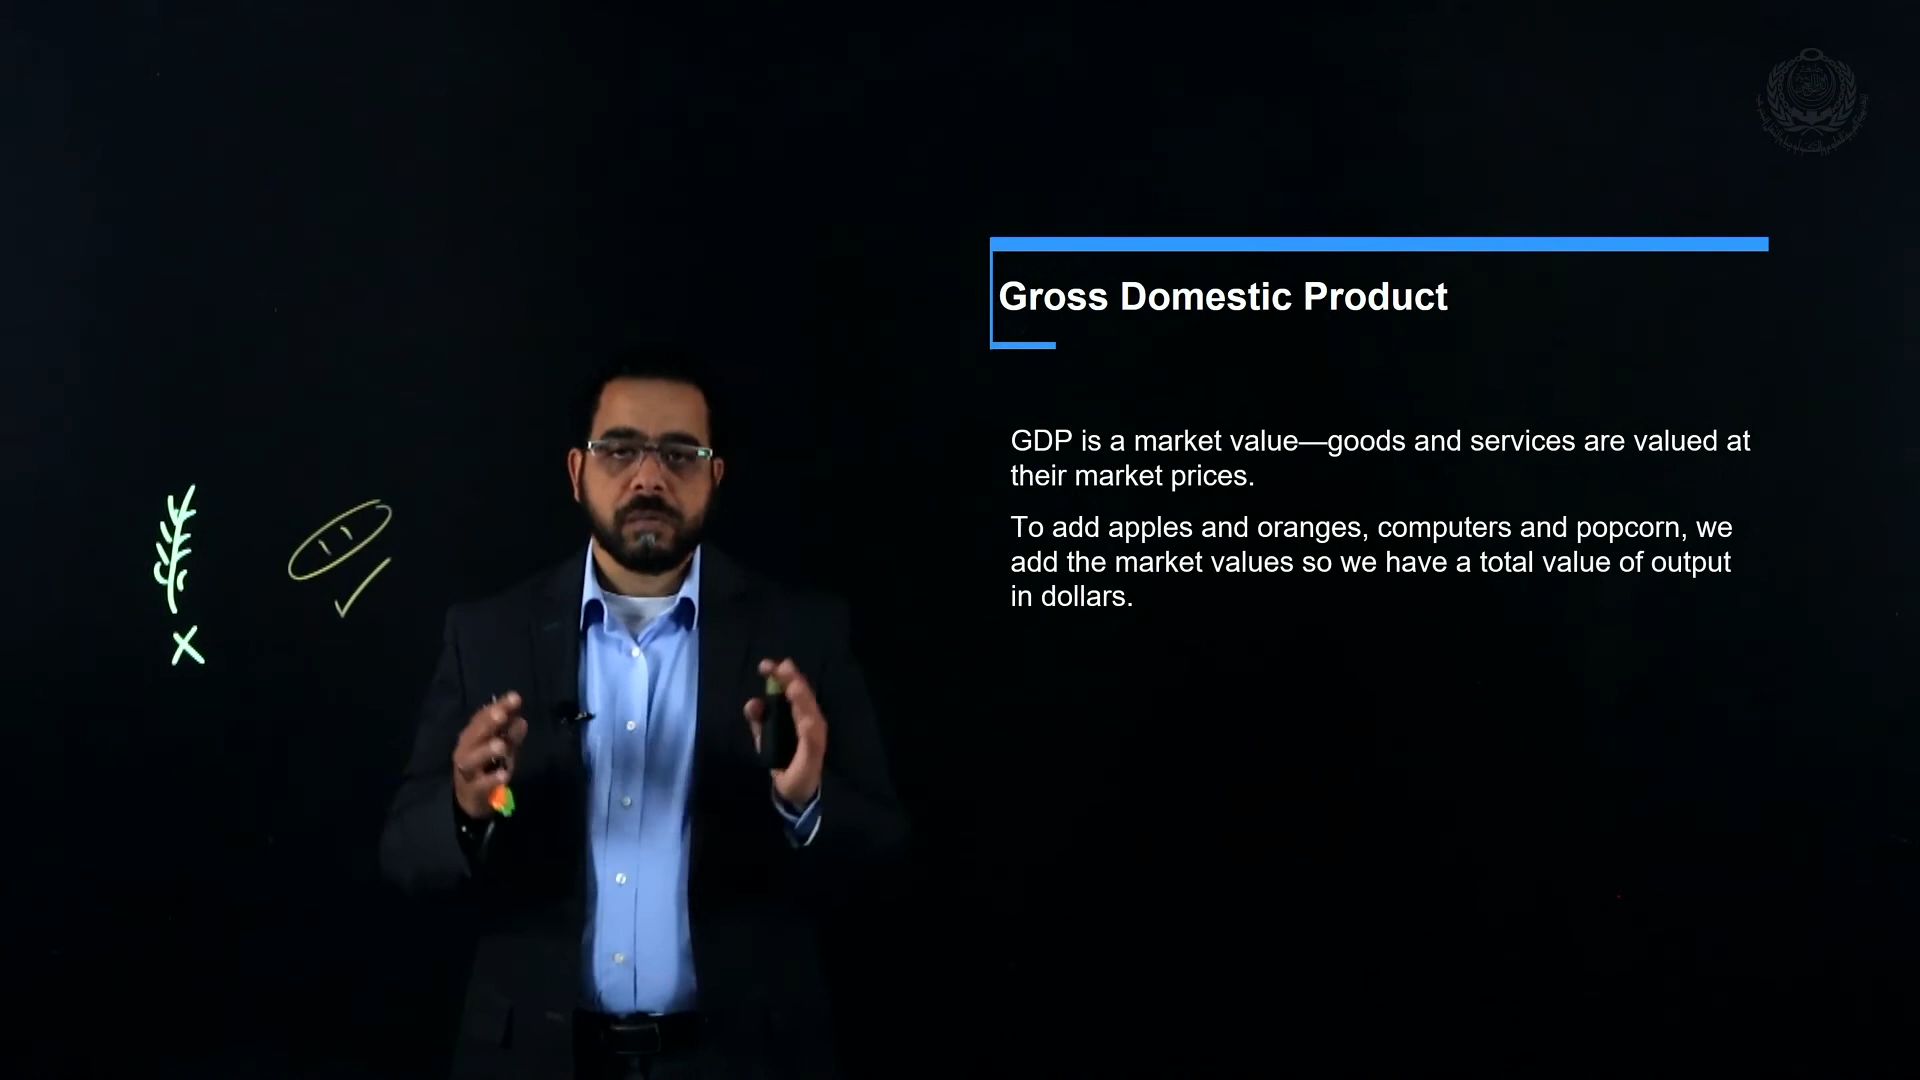 Gross Domestic Product
GDP is a market value—goods and services are valued at
their market prices.
To add apples and oranges, computers and popcorn, we
add the market values so we have a total value of output
in dollars.